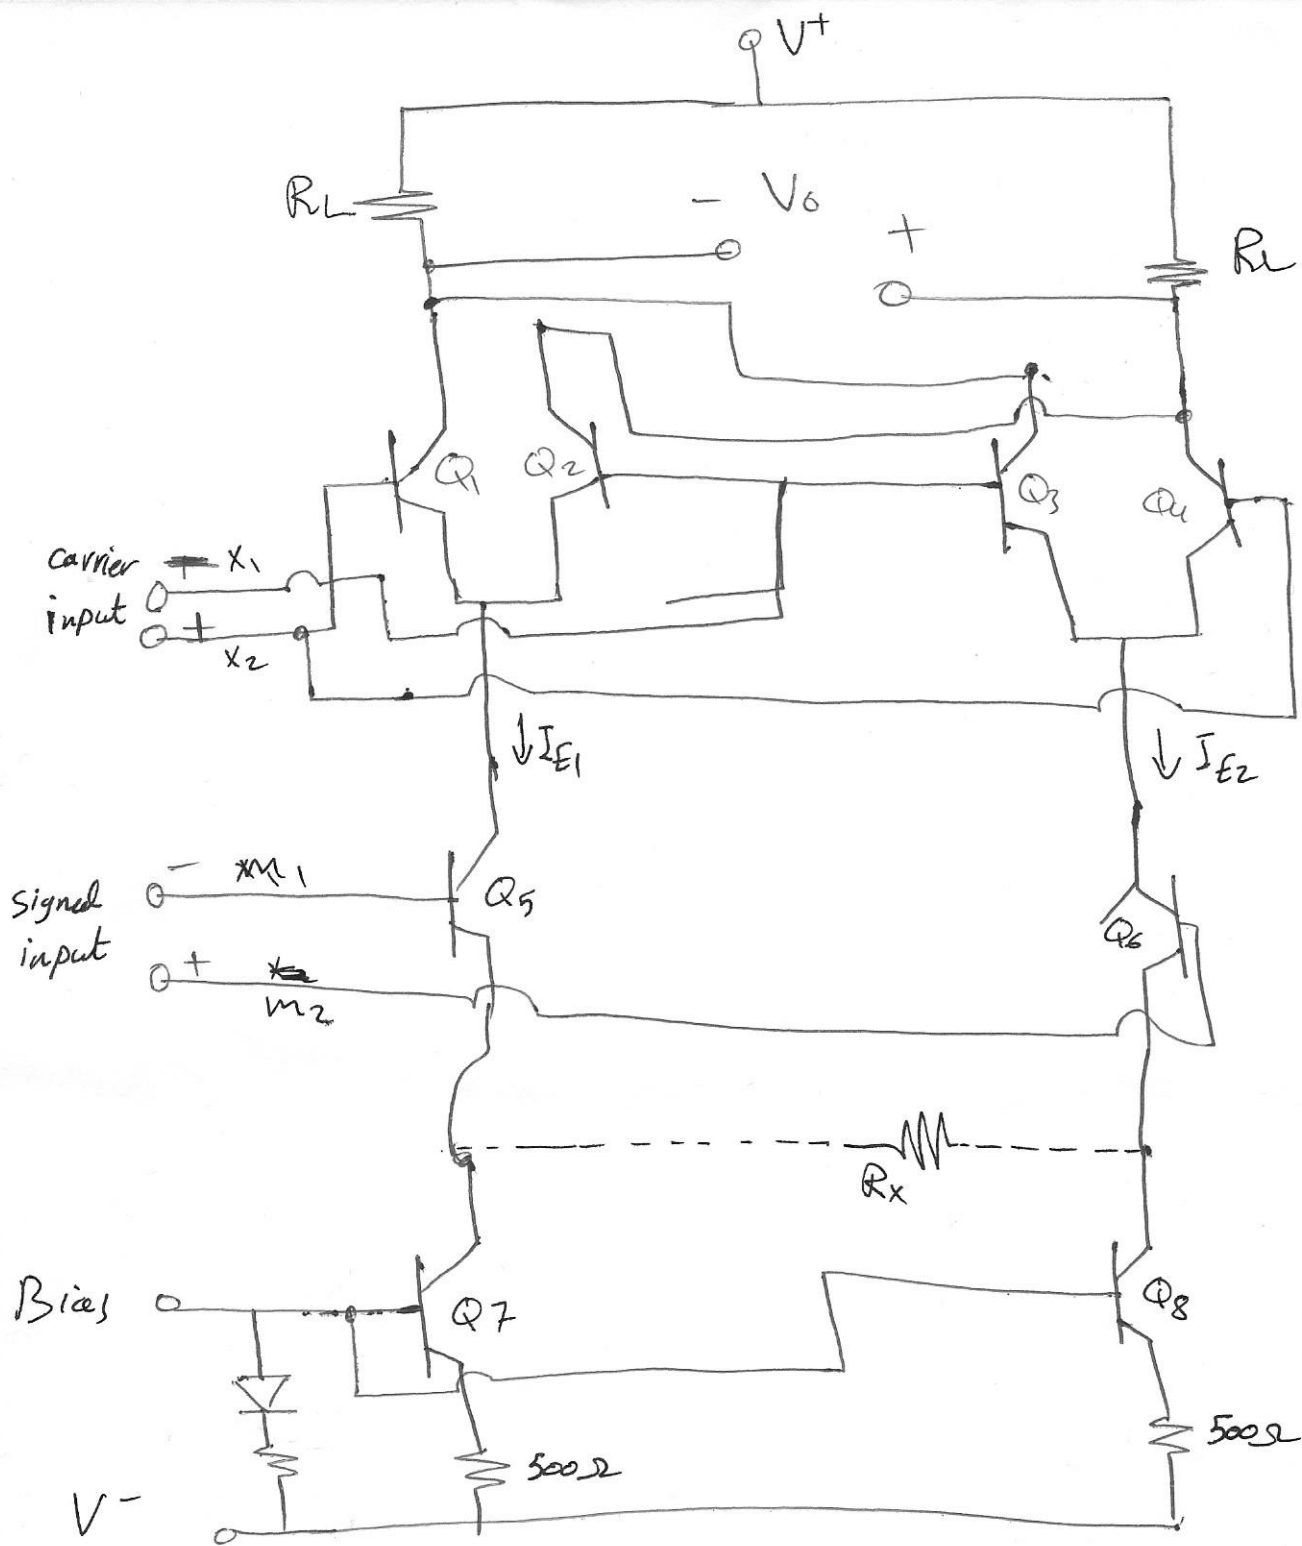 V+
RL
- V0
+
RL
Q1
Q2
Q3
Q4
carrier - x1
input +
x2
IE1
IE2
- m1
signed
input
Q5
+
m2
Q6
Rx
Bias
Q7
Q8
500Ω
500Ω
V-